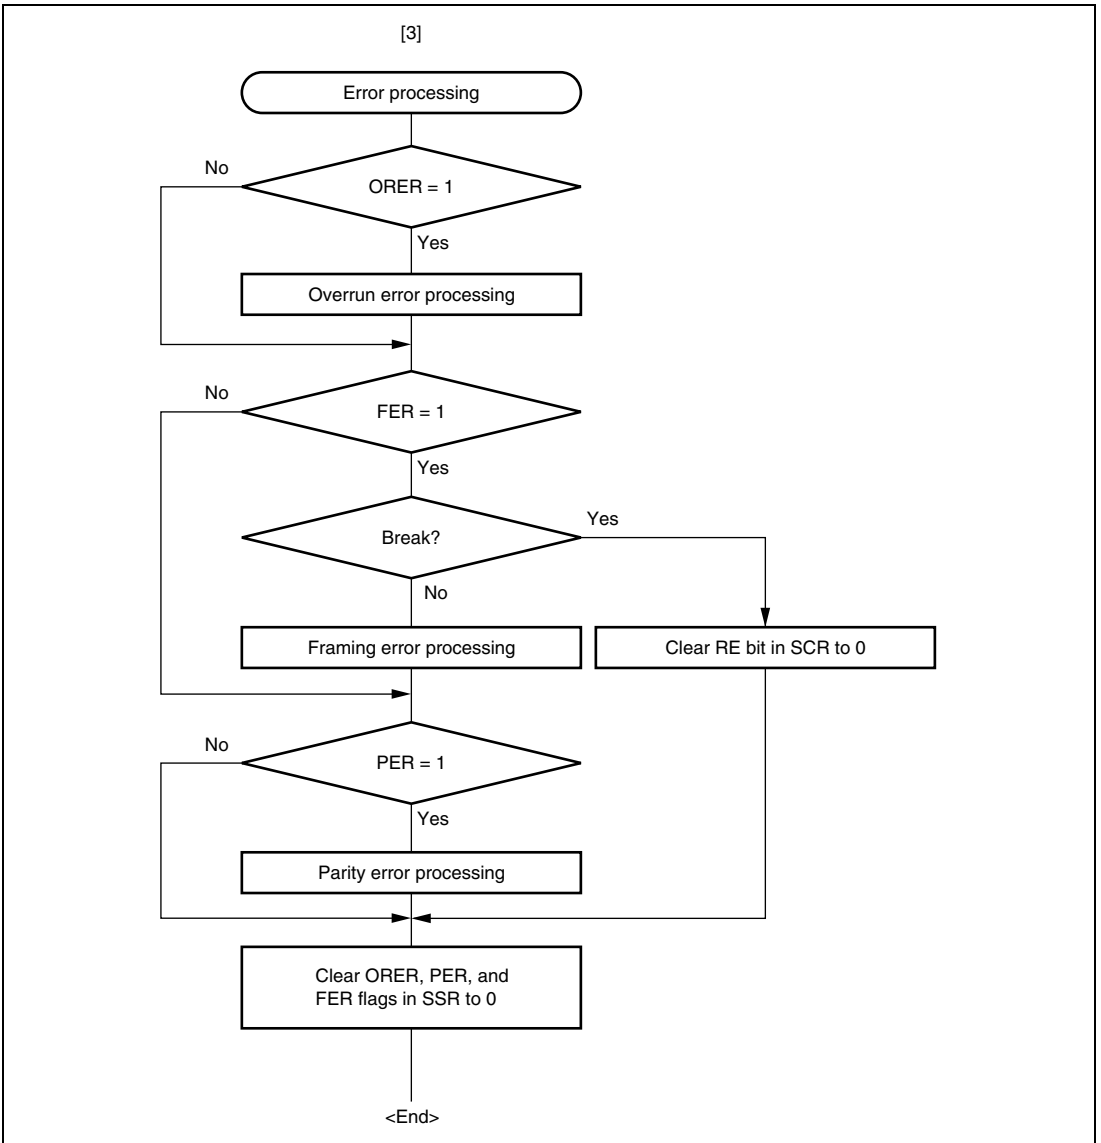 [3]
Error processing
No
ORER = 1
Yes
Overrun error processing
No
FER = 1
Yes
Break?
Yes
No
Framing error processing
Clear RE bit in SCR to 0
No
PER = 1
Yes
Parity error processing
Clear ORER, PER, and
FER flags in SSR to 0
<End>